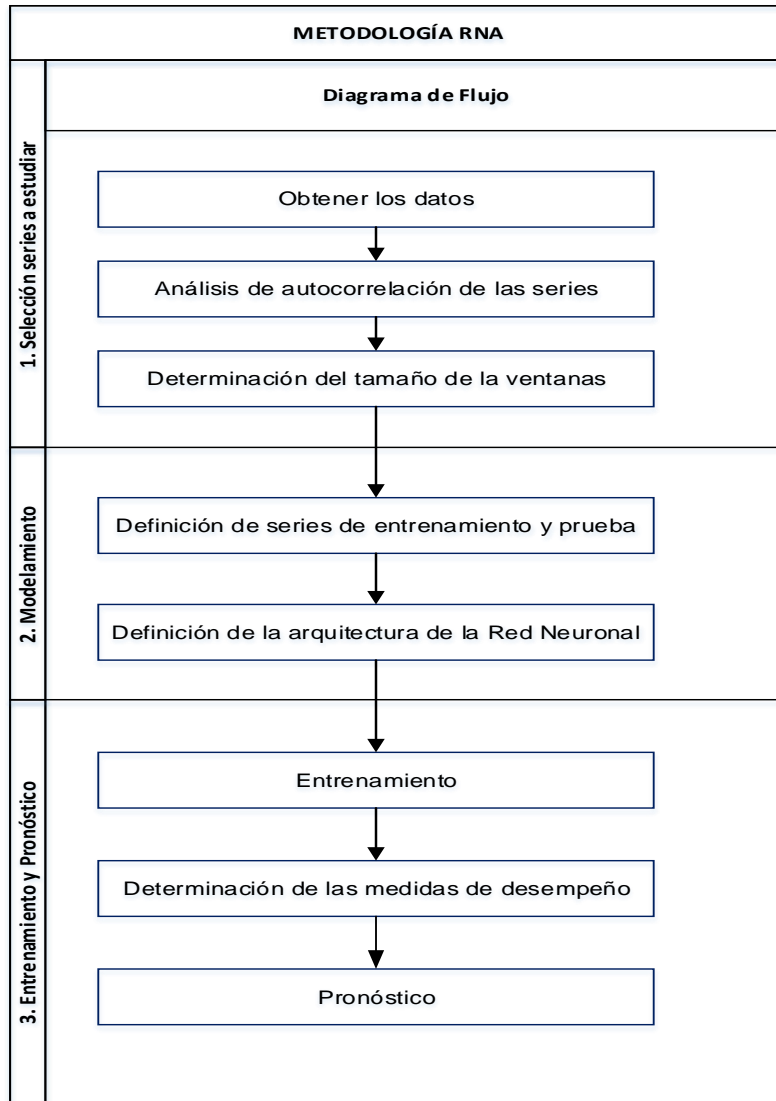 METODOLOGÍA RNA
Diagrama de Flujo
1. Selección series a estudiar
Obtener los datos
Análisis de autocorrelación de las series
Determinación del tamaño de la ventanas
2. Modelamiento
Definición de series de entrenamiento y prueba
Definición de la arquitectura de la Red Neuronal
3. Entrenamiento y Pronóstico
Entrenamiento
Determinación de las medidas de desempeño
Pronóstico